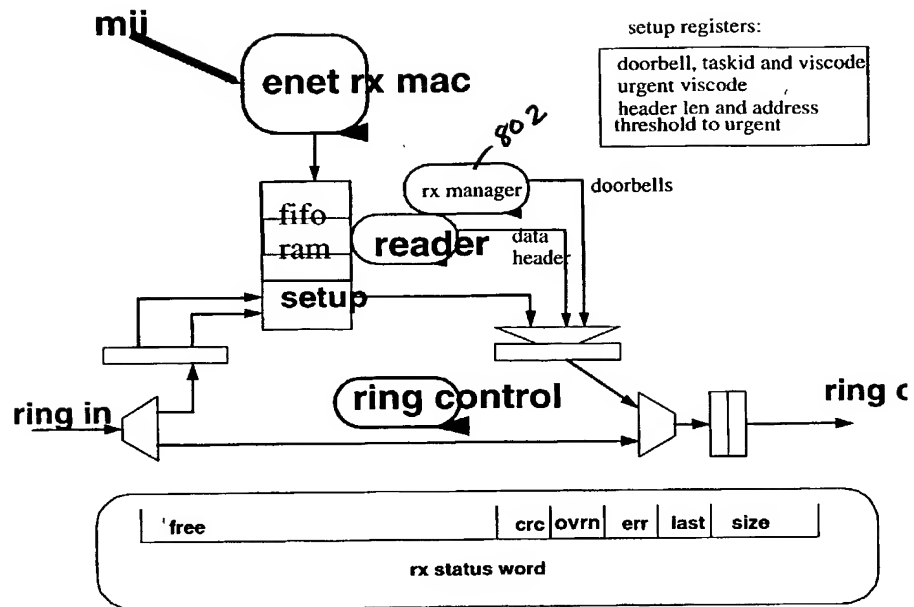 mii
setup registers:
enet rx mac
doorbell, taskid and viscode
urgent viscode
header len and address
threshold to urgent
802
rx manager
doorbells
fifo
ram
reader
data
header
setup
ring in
ring control
ring
free
crc
ovrn
err
last
size
rx status word